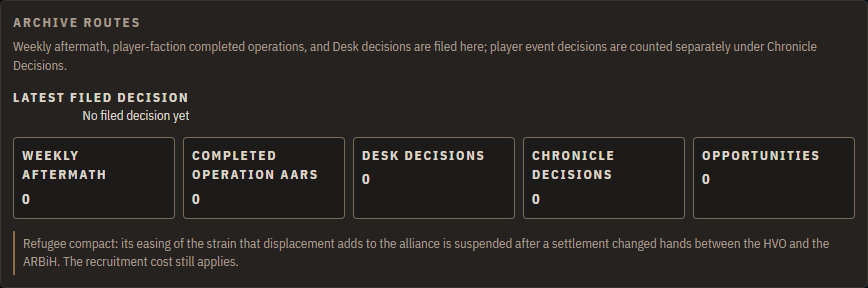 ARCHIVE ROUTES
Weekly aftermath, player-faction completed operations, and Desk decisions are filed here; player event decisions are counted separately under Chronicle
Decisions.
LATEST FILED DECISION
No filed decision yet
WEEKLY
AFTERMATH
0
COMPLETED
OPERATION AARS
0
DESK DECISIONS
0
CHRONICLE
DECISIONS
0
OPPORTUNITIES
0
Refugee compact: its easing of the strain that displacement adds to the alliance is suspended after a settlement changed hands between the HVO and the
ARBiH. The recruitment cost still applies.